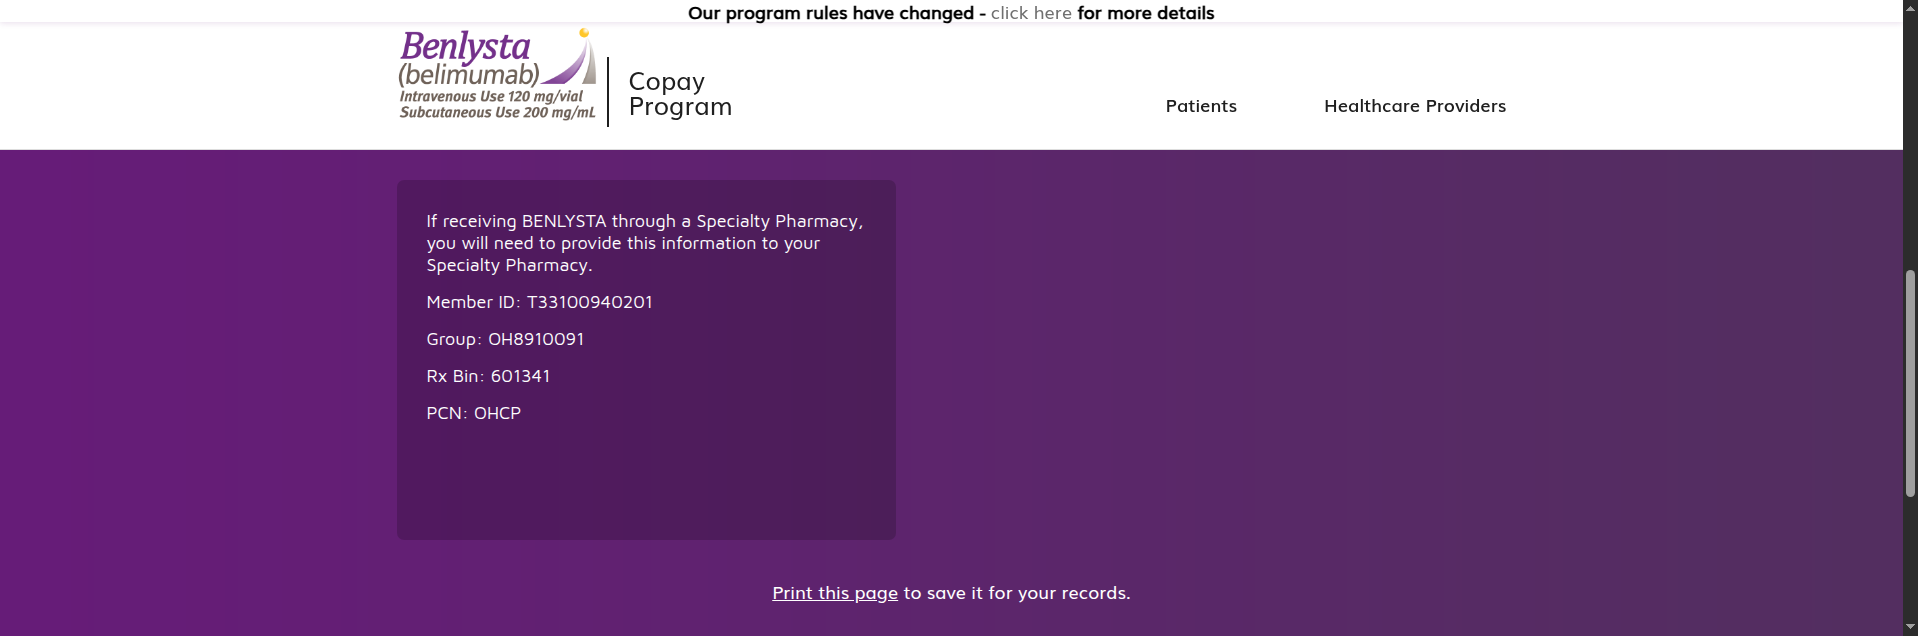 Our program rules have changed - click here for more details
Benlysta
(belimumab)
Intravenous Use 120 mg/vial
Subcutaneous Use 200 mg/mL
Copay
Program
Patients
Healthcare Providers
If receiving BENLYSTA through a Specialty Pharmacy,
you will need to provide this information to your
Specialty Pharmacy.
Member ID: T33100940201
Group: OH8910091
Rx Bin: 601341
PCN: OHCP
Print this page to save it for your records.